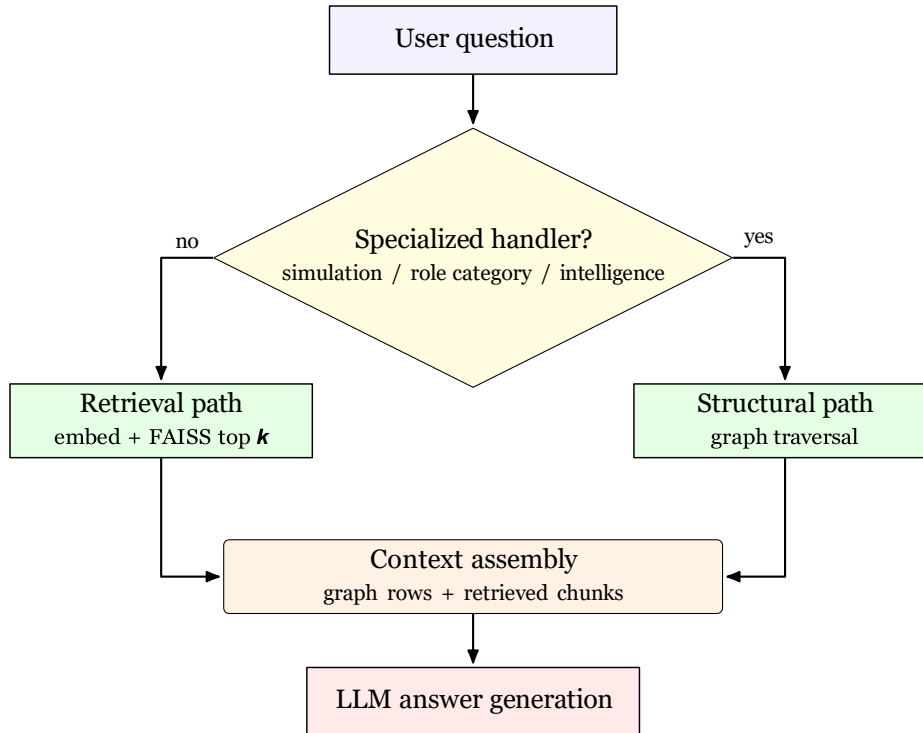 User question
Specialized handler?
simulation / role category / intelligence
no
yes
Retrieval path
embed + FAISS top k
Structural path
graph traversal
Context assembly
graph rows + retrieved chunks
LLM answer generation